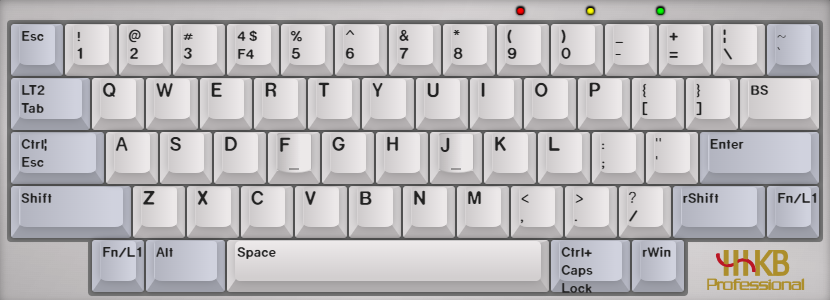 Esc ! @ # 4 $ % ^ & * ( ) _ + ¦ ~
1 2 3 F4 5 6 7 8 9 0 - = \ `
LT2 Q W E R T Y U I O P { } BS
Tab [ ]
Ctrl¦ A S D F G H J K L : " Enter
Esc _ _ ; '
Shift Z X C V B N M < > ? rShift Fn/L1
, . /
Fn/L1 Alt Space Ctrl+ rWin
Caps
Lock
HHKB
Professional